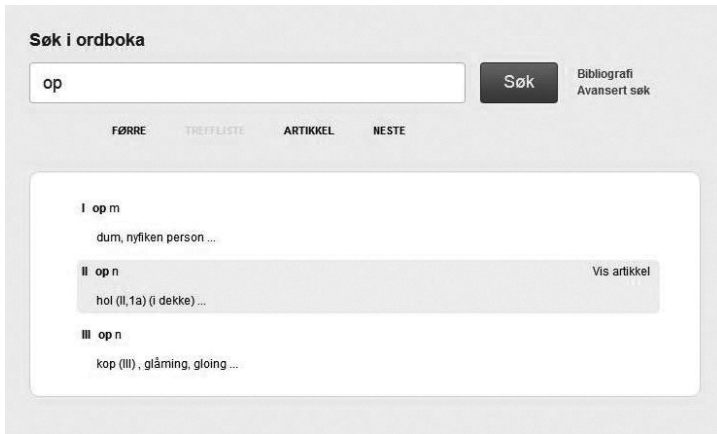 Søk i ordboka
op
Søk
Bibliografi
Avansert søk
FØRRE TREFFLISTE ARTIKKEL NESTE
I op m
dum, nyfiken person ...
II op n Vis artikkel
hol (II,1a) (i dekke) ...
III op n
kop (III) , glåming, gloing ...